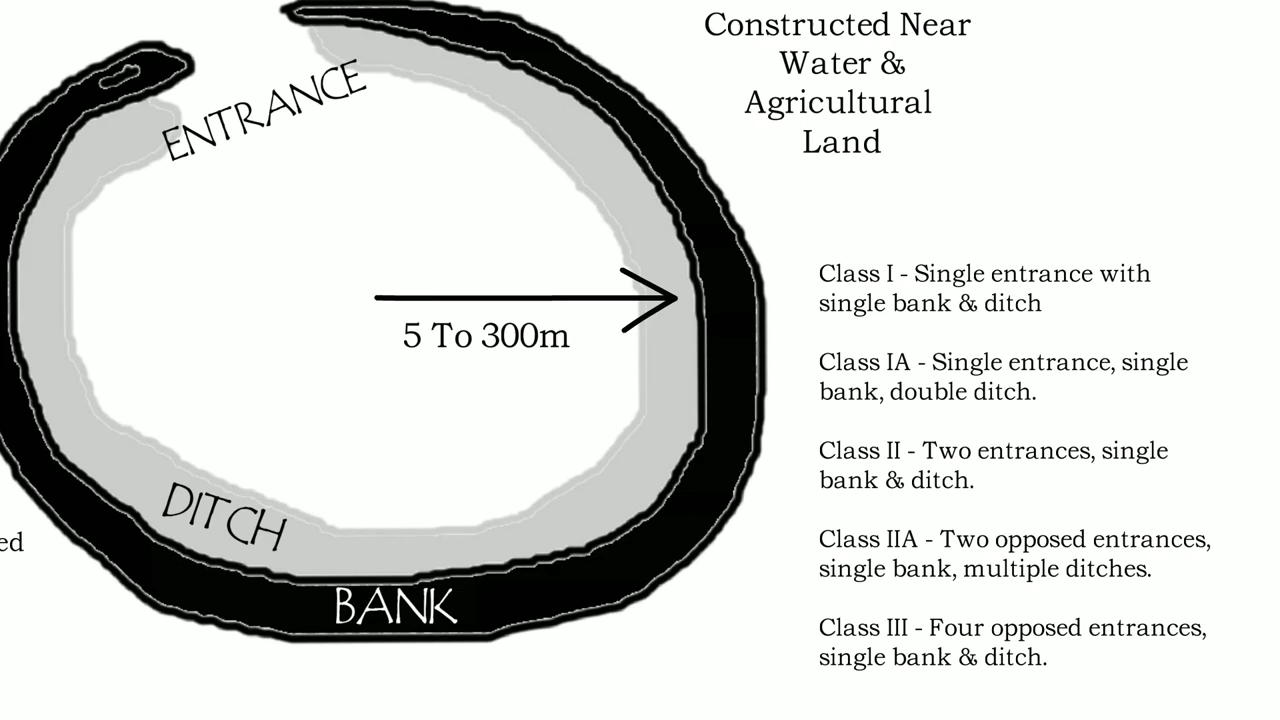 Constructed Near
Water &
Agricultural
Land
ENTRANCE
5 To 300m
DITCH
BANK
ed
Class I - Single entrance with
single bank & ditch
Class IA - Single entrance, single
bank, double ditch.
Class II - Two entrances, single
bank & ditch.
Class IIA - Two opposed entrances,
single bank, multiple ditches.
Class III - Four opposed entrances,
single bank & ditch.